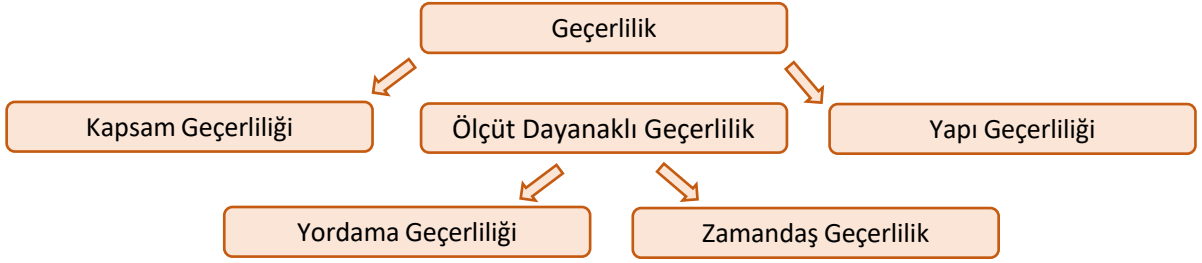 Geçerlilik
Kapsam Geçerliliği
Ölçüt Dayanaklı Geçerlilik
Yapı Geçerliliği
Yordama Geçerliliği
Zamandaş Geçerlilik